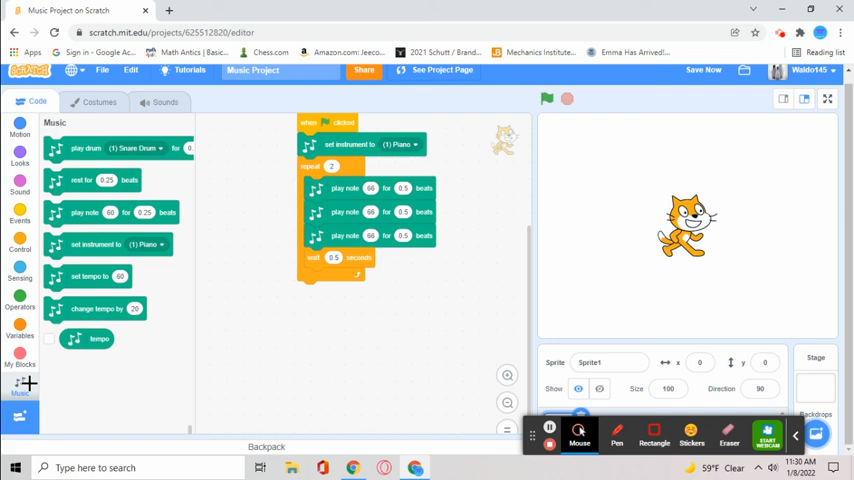 Music Project on Scratch
scratch.mit.edu/projects/625512820/editor
Apps
Sign in - Google Ac...
Math Antics | Basic...
Chess.com
Amazon.com: Jeeco...
2021 Schutt / Brand...
Mechanics Institute...
Emma Has Arrived!...
Reading list
SCRATCH
File
Edit
Tutorials
Music Project
Share
See Project Page
Save Now
Waldo145
Code
Costumes
Sounds
Motion
Looks
Sound
Events
Control
Sensing
Operators
Variables
My Blocks
Music
Music
play drum (1) Snare Drum for 0.
rest for 0.25 beats
play note 60 for 0.25 beats
set instrument to (1) Piano
set tempo to 60
change tempo by 20
tempo
when clicked
set instrument to (1) Piano
repeat 2
play note 66 for 0.5 beats
play note 66 for 0.5 beats
play note 66 for 0.5 beats
wait 0.5 seconds
Backpack
Sprite Sprite1 x 0 y 0
Show Size 100 Direction 90
Stage
Backdrops
Mouse
Pen
Rectangle
Stickers
Eraser
START
WEBCAM
Type here to search
59°F Clear
11:30 AM
1/8/2022